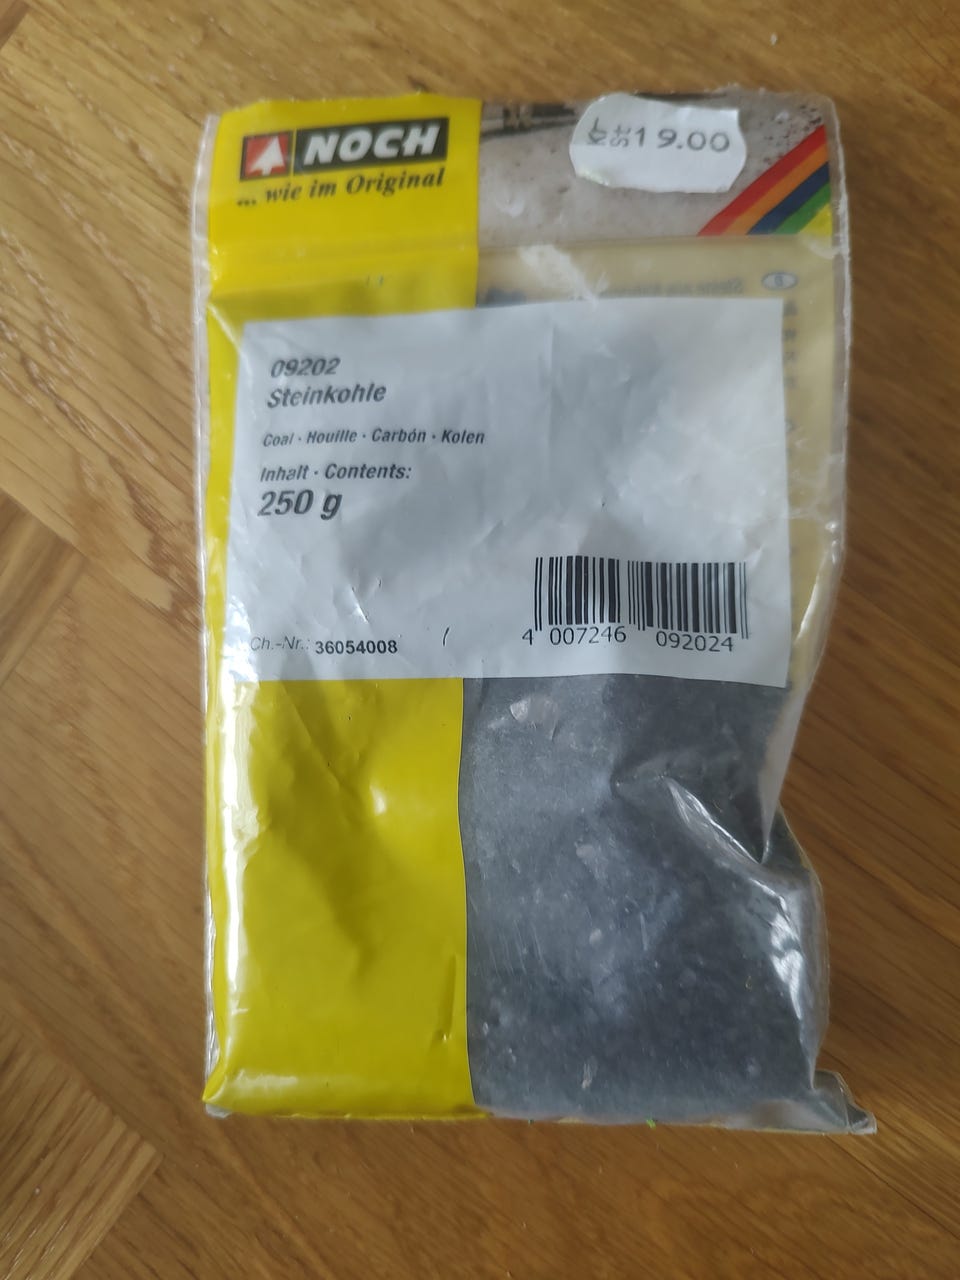 NOCH
... wie im Original
19.00
09202
Steinkohle
Coal · Houille · Carbón · Kolen
Inhalt · Contents:
250 g
Ch.-Nr.: 36054008
4 007246 092024